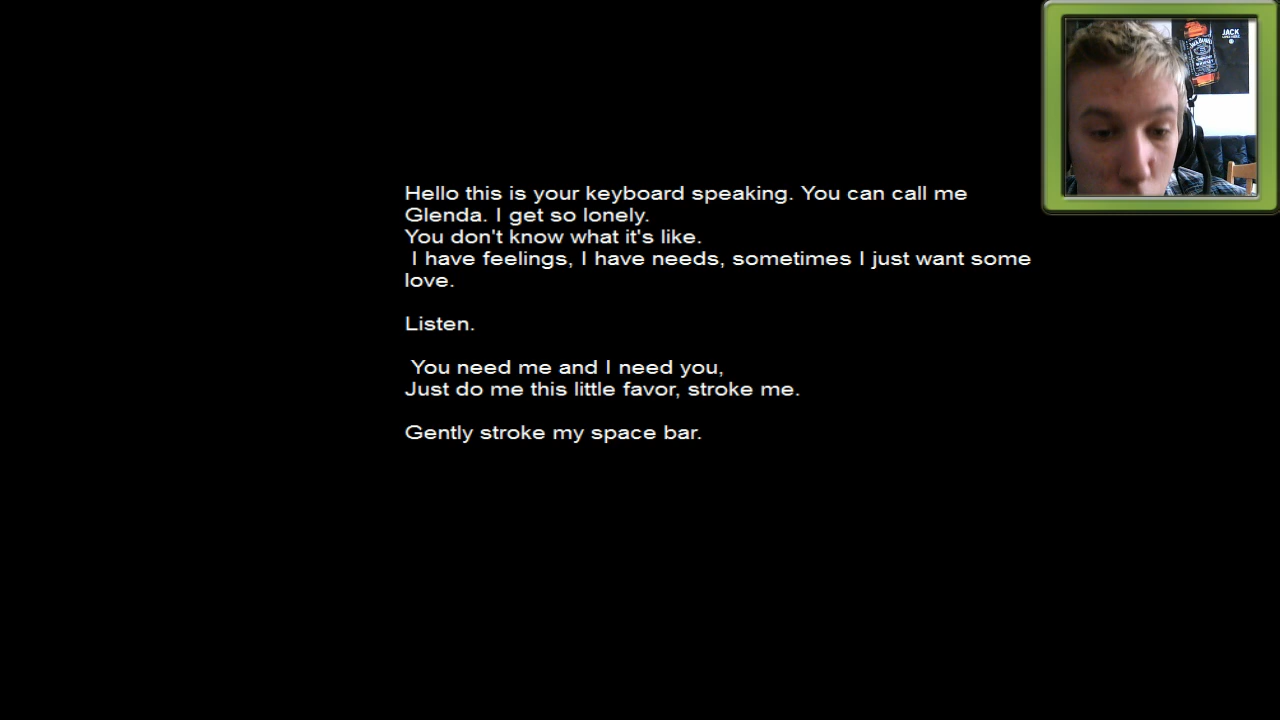 Hello this is your keyboard speaking. You can call me
Glenda. I get so lonely.
You don't know what it's like.
I have feelings, I have needs, sometimes I just want some
love.
Listen.
You need me and I need you,
Just do me this little favor, stroke me.
Gently stroke my space bar.
JACK